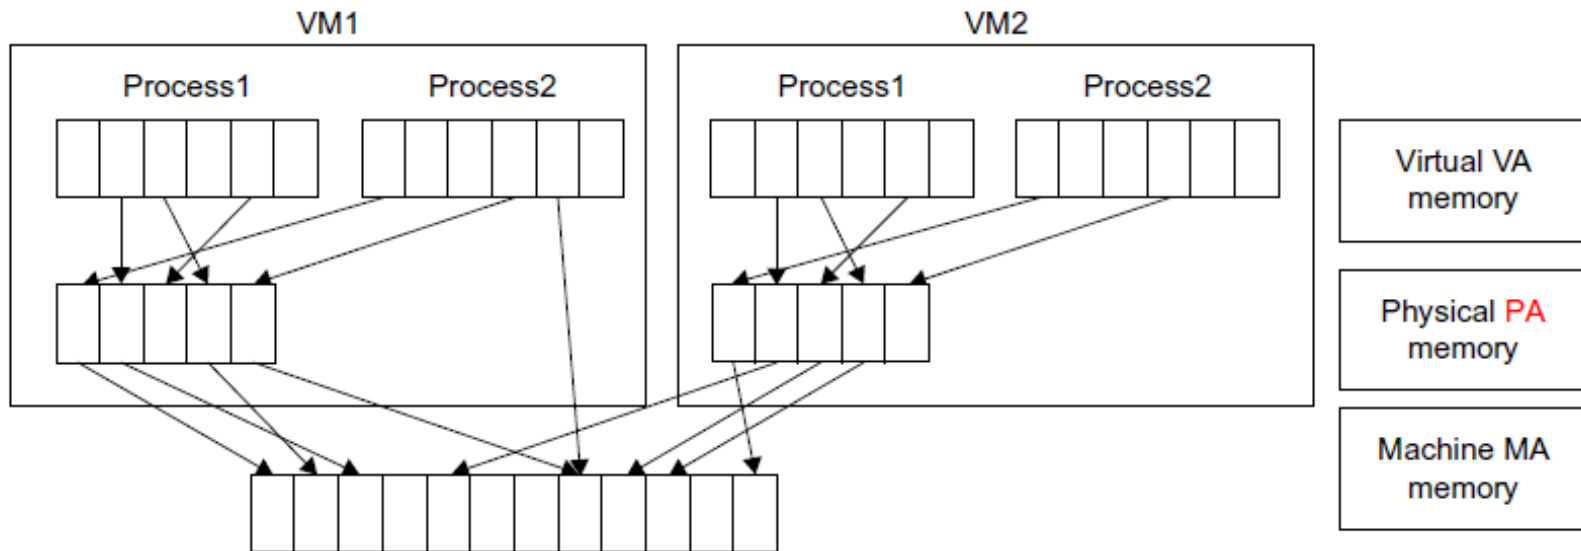 VM1
VM2
Process1
Process2
Process1
Process2
Virtual VA
memory
Physical PA
memory
Machine MA
memory